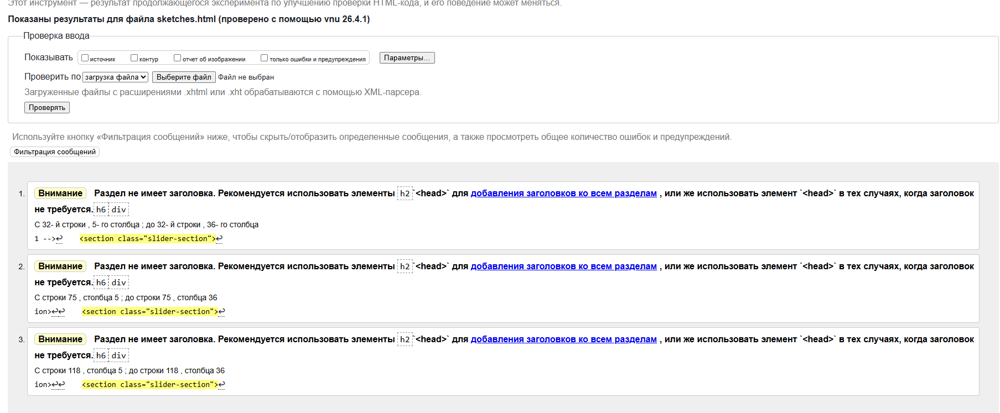 Этот инструмент — результат продолжающегося эксперимента по улучшению проверки HTML-кода, и его поведение может меняться.
Показаны результаты для файла sketches.html (проверено с помощью vnu 26.4.1)
Проверка ввода
Показывать источник контур отчет об изображении только ошибки и предупреждения Параметры...
Проверить по загрузка файла Выберите файл Файл не выбран
Загруженные файлы с расширениями .xhtml или .xht обрабатываются с помощью XML-парсера.
Проверять
Используйте кнопку «Фильтрация сообщений» ниже, чтобы скрыть/отобразить определенные сообщения, а также просмотреть общее количество ошибок и предупреждений.
Фильтрация сообщений
1. Внимание Раздел не имеет заголовка. Рекомендуется использовать элементы h2`<head>` для добавления заголовков ко всем разделам , или же использовать элемент `<head>` в тех случаях, когда заголовок
не требуется.h6 div
С 32- й строки , 5- го столбца ; до 32- й строки , 36- го столбца
1 -->↩    <section class="slider-section">↩
2. Внимание Раздел не имеет заголовка. Рекомендуется использовать элементы h2`<head>` для добавления заголовков ко всем разделам , или же использовать элемент `<head>` в тех случаях, когда заголовок
не требуется.h6 div
С строки 75 , столбца 5 ; до строки 75 , столбца 36
ion>↩↩    <section class="slider-section">↩
3. Внимание Раздел не имеет заголовка. Рекомендуется использовать элементы h2`<head>` для добавления заголовков ко всем разделам , или же использовать элемент `<head>` в тех случаях, когда заголовок
не требуется.h6 div
С строки 118 , столбца 5 ; до строки 118 , столбца 36
ion>↩↩    <section class="slider-section">↩